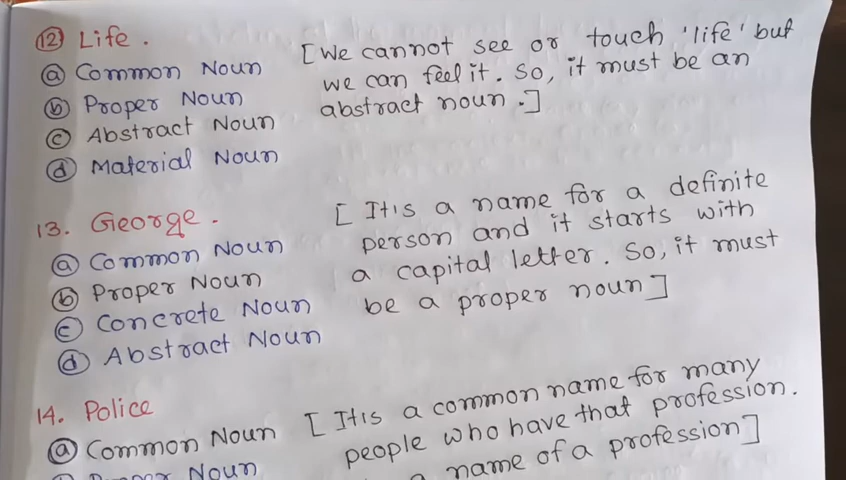 12 Life.
a Common Noun
b Proper Noun
c Abstract Noun
d Material Noun
[We cannot see or touch 'life' but
we can feel it. So, it must be an
abstract noun.]
13. George.
a Common Noun
b Proper Noun
c Concrete Noun
d Abstract Noun
[It's a name for a definite
person and it starts with
a capital letter. So, it must
be a proper noun]
14. Police
a Common Noun
Noun
[It is a common name for many
people who have that profession.
name of a profession]